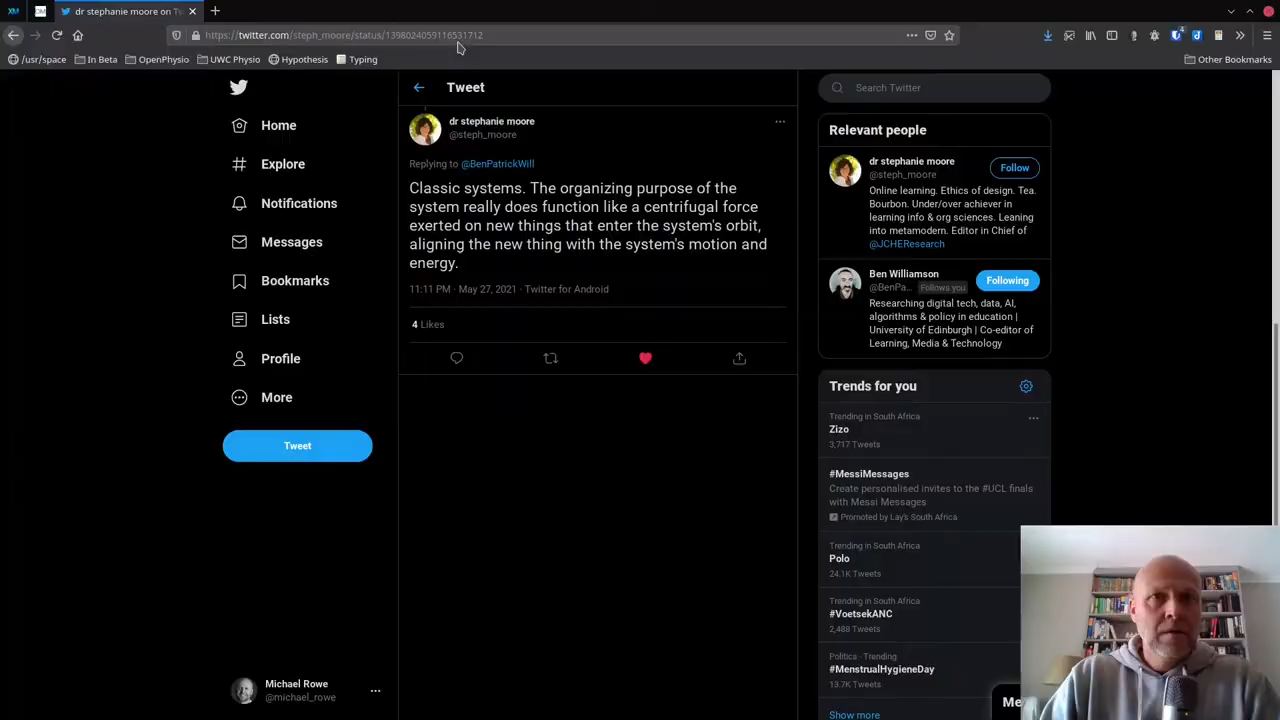 XM
dr stephanie moore on Tw
https://twitter.com/steph_moore/status/1398024059116531712
/usr/space
In Beta
OpenPhysio
UWC Physio
Hypothesis
Typing
Other Bookmarks
Home
Explore
Notifications
Messages
Bookmarks
Lists
Profile
More
Tweet
Michael Rowe
@michael_rowe
Tweet
dr stephanie moore
@steph_moore
Replying to @BenPatrickWill
Classic systems. The organizing purpose of the
system really does function like a centrifugal force
exerted on new things that enter the system's orbit,
aligning the new thing with the system's motion and
energy.
11:11 PM · May 27, 2021 · Twitter for Android
4 Likes
Search Twitter
Relevant people
dr stephanie moore
@steph_moore
Follow
Online learning. Ethics of design. Tea.
Bourbon. Under/over achiever in
learning info & org sciences. Leaning
into metamodern. Editor in Chief of
@JCHEResearch
Ben Williamson
@BenPa... Follows you
Following
Researching digital tech, data, AI,
algorithms & policy in education |
University of Edinburgh | Co-editor of
Learning, Media & Technology
Trends for you
Trending in South Africa
Zizo
3,717 Tweets
#MessiMessages
Create personalised invites to the #UCL finals
with Messi Messages
Promoted by Lay's South Africa
Trending in South Africa
Polo
24.1K Tweets
Trending in South Africa
#VoetsekANC
2,488 Tweets
Politics · Trending
#MenstrualHygieneDay
13.7K Tweets
Show more
Me